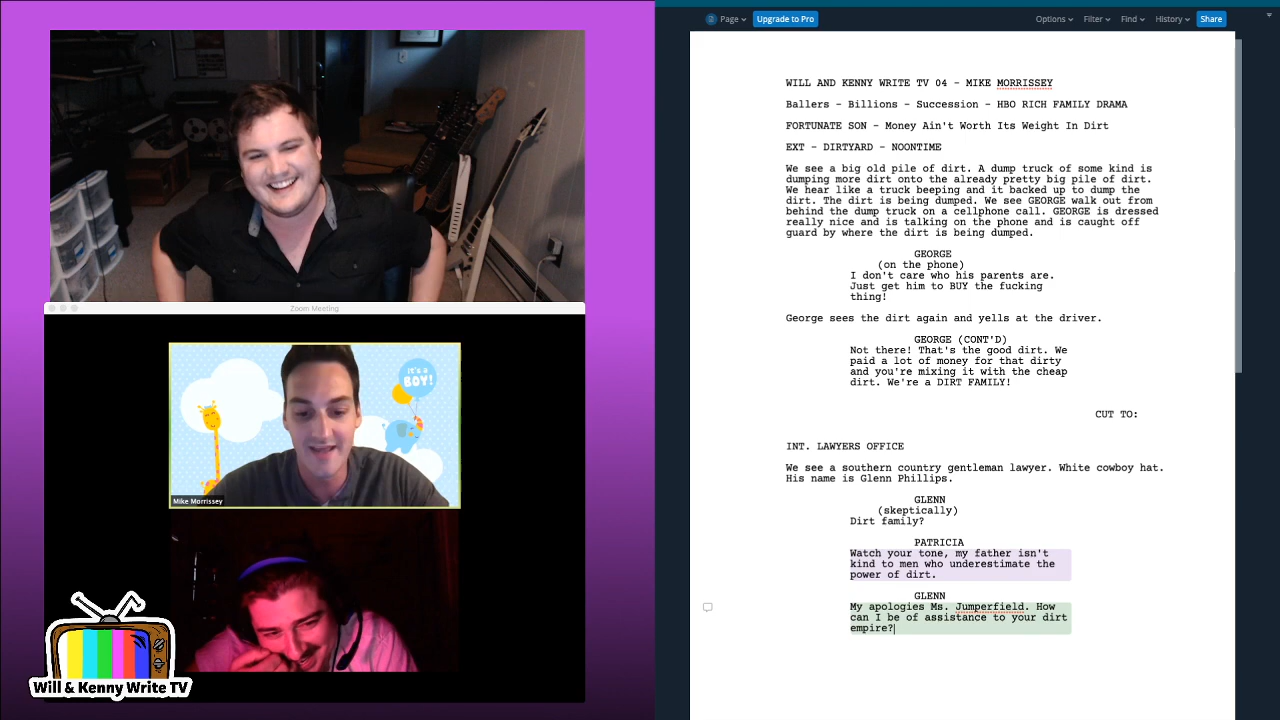 Page
Upgrade to Pro
Options
Filter
Find
History
Share
WILL AND KENNY WRITE TV 04 - MIKE MORRISSEY
Ballers - Billions - Succession - HBO RICH FAMILY DRAMA
FORTUNATE SON - Money Ain't Worth Its Weight In Dirt
EXT - DIRTYARD - NOONTIME
We see a big old pile of dirt. A dump truck of some kind is
dumping more dirt onto the already pretty big pile of dirt.
We hear like a truck beeping and it backed up to dump the
dirt. The dirt is being dumped. We see GEORGE walk out from
behind the dump truck on a cellphone call. GEORGE is dressed
really nice and is talking on the phone and is caught off
guard by where the dirt is being dumped.
GEORGE
(on the phone)
I don't care who his parents are.
Just get him to BUY the fucking
thing!
George sees the dirt again and yells at the driver.
GEORGE (CONT'D)
Not there! That's the good dirt. We
paid a lot of money for that dirty
and you're mixing it with the cheap
dirt. We're a DIRT FAMILY!
CUT TO:
INT. LAWYERS OFFICE
We see a southern country gentleman lawyer. White cowboy hat.
His name is Glenn Phillips.
GLENN
(skeptically)
Dirt family?
PATRICIA
Watch your tone, my father isn't
kind to men who underestimate the
power of dirt.
GLENN
My apologies Ms. Jumperfield. How
can I be of assistance to your dirt
empire?
Zoom Meeting
IT'S A
BOY!
Mike Morrissey
Will & Kenny Write TV